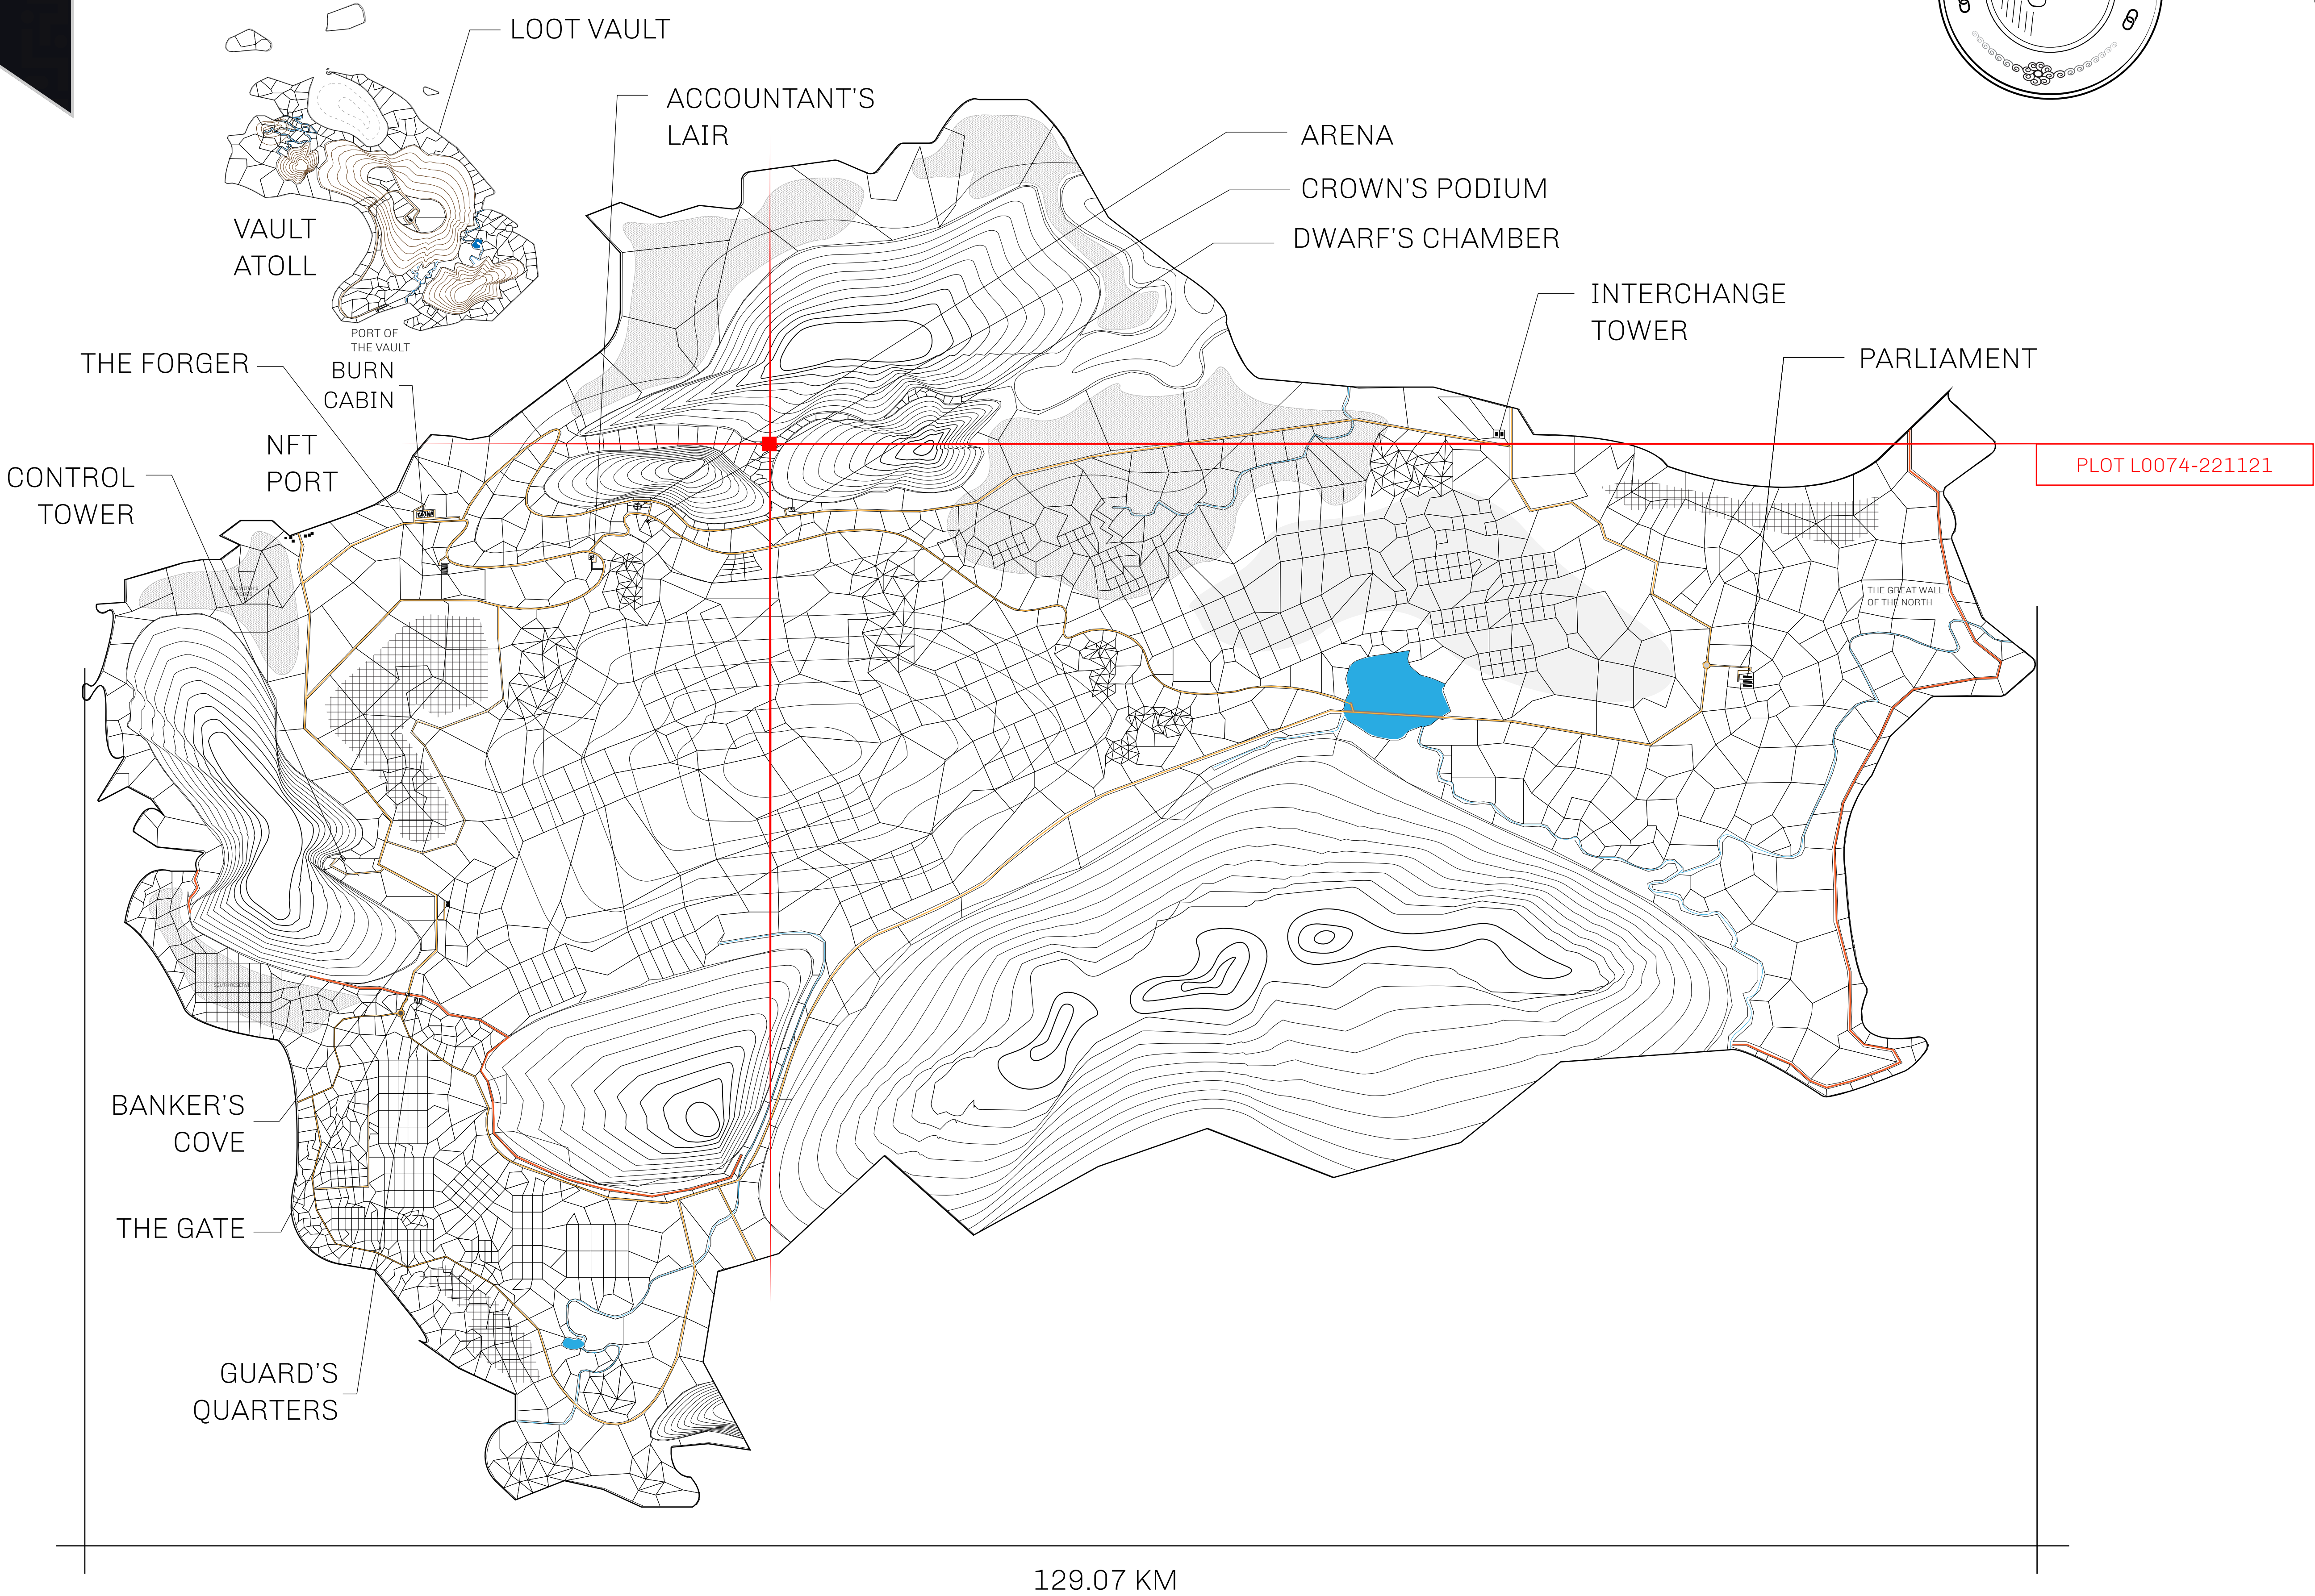 LOOT VAULT
ACCOUNTANT'S
LAIR
ARENA
CROWN'S PODIUM
DWARF'S CHAMBER
VAULT
ATOLL
INTERCHANGE
TOWER
PORT OF
THE VAULT
THE FORGER
BURN
CABIN
PARLIAMENT
NFT
PORT
CONTROL
TOWER
PLOT L0074-221121
THE GREAT WALL
OF THE NORTH
SOUTH RESERVE
BANKER'S
COVE
THE GATE
GUARD'S
QUARTERS
129.07 KM